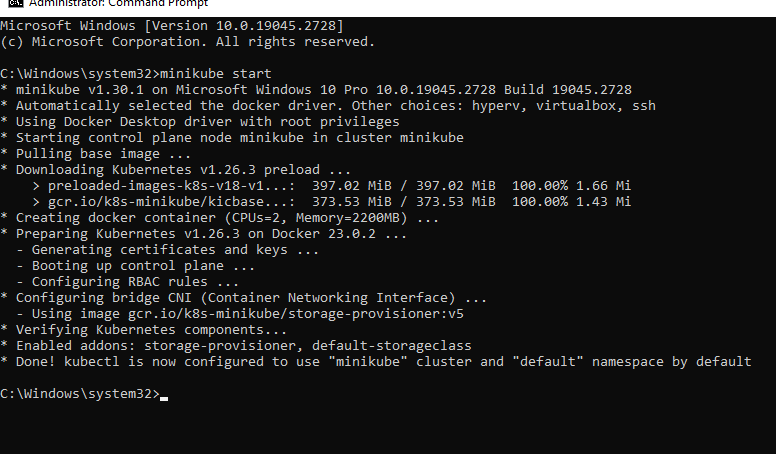 Administrator: Command Prompt
Microsoft Windows [Version 10.0.19045.2728]
(c) Microsoft Corporation. All rights reserved.
C:\Windows\system32>minikube start
* minikube v1.30.1 on Microsoft Windows 10 Pro 10.0.19045.2728 Build 19045.2728
* Automatically selected the docker driver. Other choices: hyperv, virtualbox, ssh
* Using Docker Desktop driver with root privileges
* Starting control plane node minikube in cluster minikube
* Pulling base image ...
* Downloading Kubernetes v1.26.3 preload ...
    > preloaded-images-k8s-v18-v1...:  397.02 MiB / 397.02 MiB  100.00% 1.66 Mi
    > gcr.io/k8s-minikube/kicbase...:  373.53 MiB / 373.53 MiB  100.00% 1.43 Mi
* Creating docker container (CPUs=2, Memory=2200MB) ...
* Preparing Kubernetes v1.26.3 on Docker 23.0.2 ...
  - Generating certificates and keys ...
  - Booting up control plane ...
  - Configuring RBAC rules ...
* Configuring bridge CNI (Container Networking Interface) ...
  - Using image gcr.io/k8s-minikube/storage-provisioner:v5
* Verifying Kubernetes components...
* Enabled addons: storage-provisioner, default-storageclass
* Done! kubectl is now configured to use "minikube" cluster and "default" namespace by default
C:\Windows\system32>